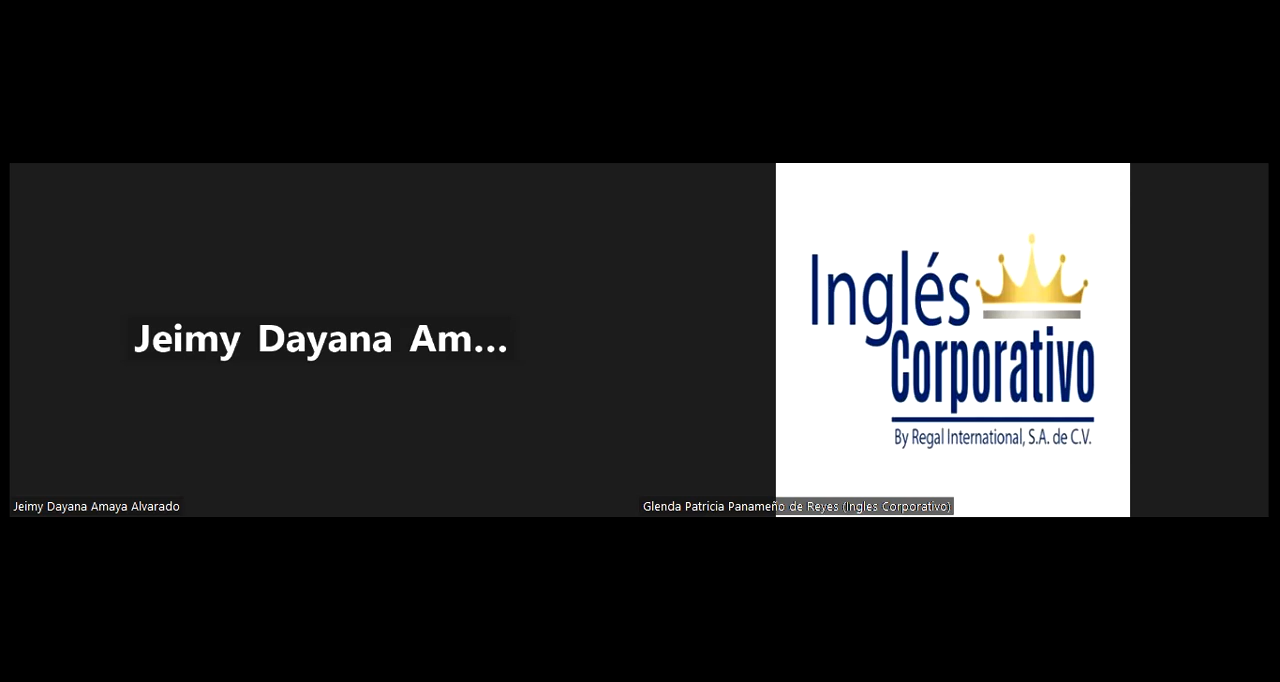 Jeimy Dayana Am...
Inglés
Corporativo
By Regal International, S.A. de C.V.
Jeimy Dayana Amaya Alvarado
Glenda Patricia Panameño de Reyes (Ingles Corporativo)